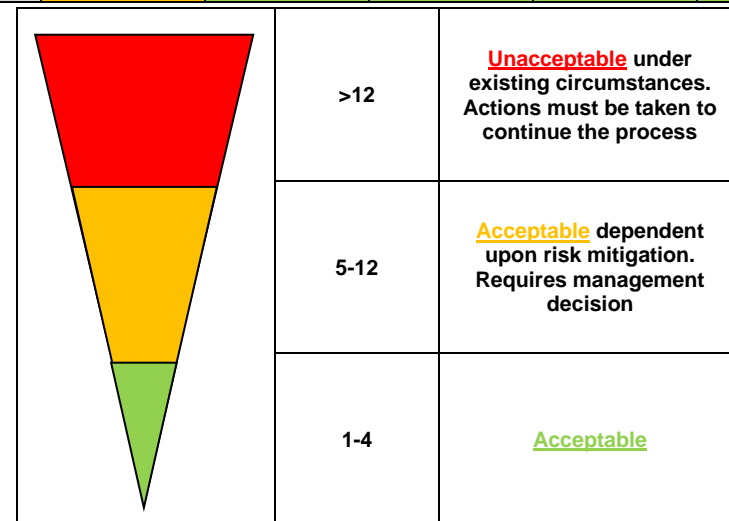 >12
Unacceptable under
existing circumstances.
Actions must be taken to
continue the process
5-12
Acceptable dependent
upon risk mitigation.
Requires management
decision
1-4
Acceptable